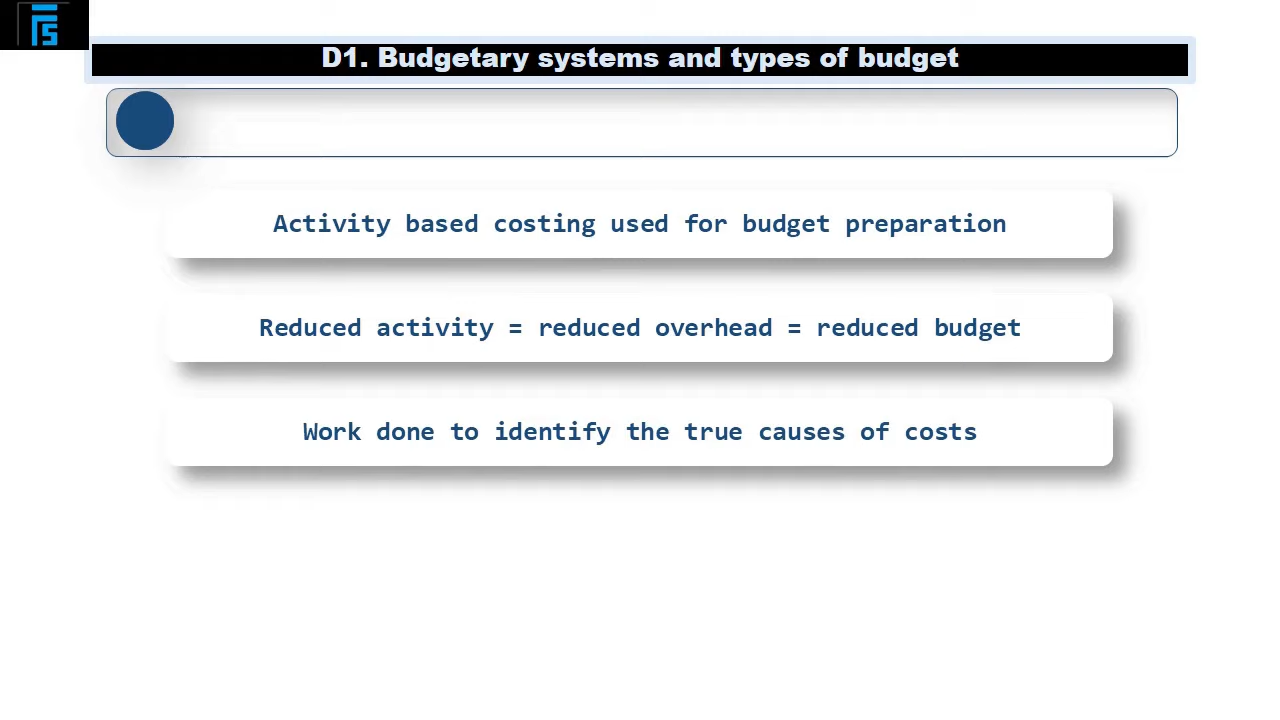 D1. Budgetary systems and types of budget
Activity based costing used for budget preparation
Reduced activity = reduced overhead = reduced budget
Work done to identify the true causes of costs